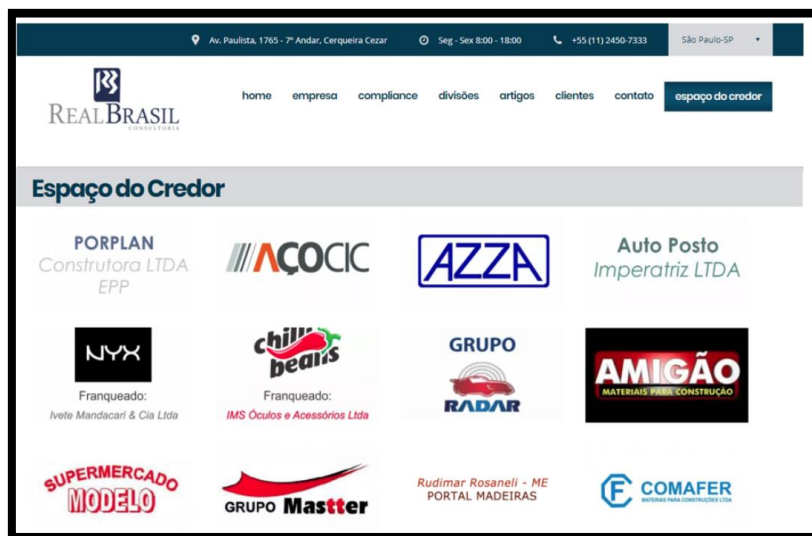 Av. Paulista, 1765 - 7º Andar, Cerqueira Cezar
Seg - Sex 8:00 - 18:00
+55 (11) 2450-7333
São Paulo-SP
REALBRASIL
CONSULTORIA
home empresa compliance divisões artigos clientes contato espaço do credor
Espaço do Credor
PORPLAN
Construtora LTDA
EPP
AÇOCIC
AZZA
Auto Posto
Imperatriz LTDA
NYX
Franqueado:
Ivete Mandacari & Cia Ltda
chilli
beans
Franqueado:
IMS Óculos e Acessórios Ltda
GRUPO
RADAR
AMIGÃO
MATERIAIS PARA CONSTRUÇÃO
SUPERMERCADO
MODELO
GRUPO Mastter
Rudimar Rosaneli - ME
PORTAL MADEIRAS
COMAFER
MATERIAS PARA CONSTRUÇÕES LTDA